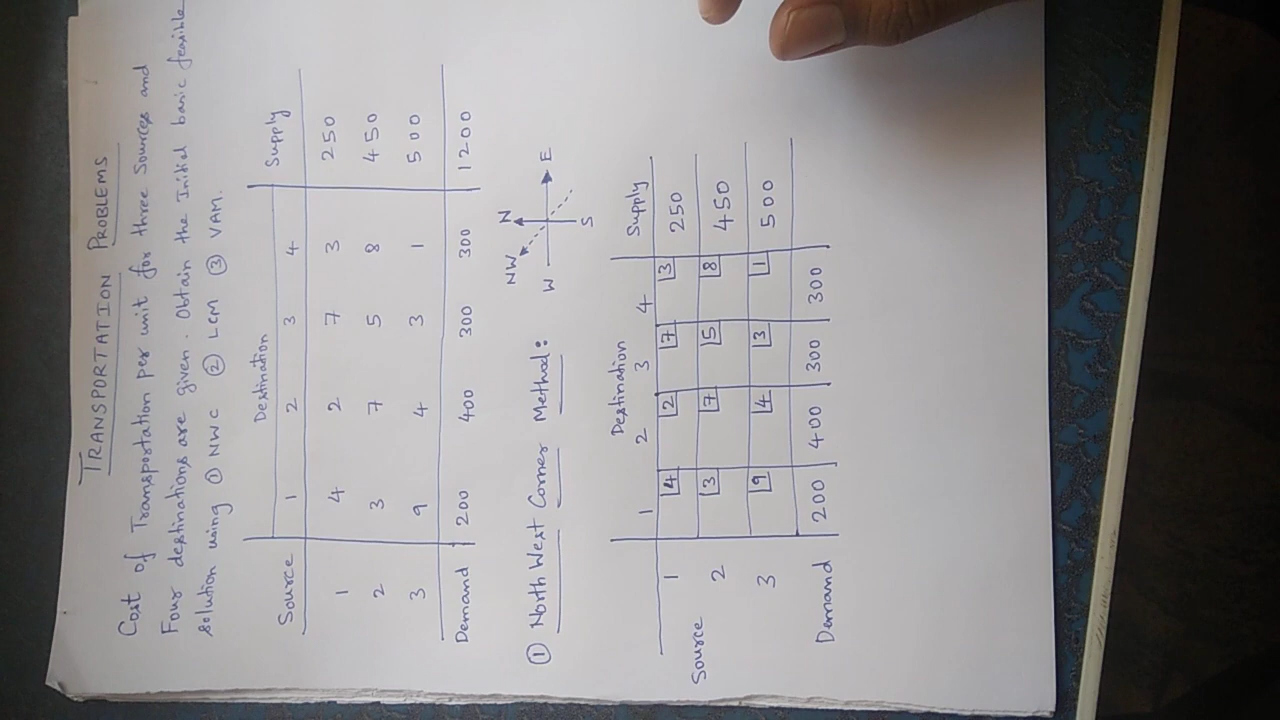 TRANSPORTATION PROBLEMS
Cost of Transportation per unit for three Sources and
Four destinations are given. Obtain the Initial basic feasible
solution using ① NWC ② LCM ③ VAM.
Destination
Source 1 2 3 4 Supply
1 4 2 7 3 250
2 3 7 5 8 450
3 9 4 3 1 500
Demand 200 400 300 300 1200
① North West Corner Method:
NW N
W E
S
Destination
1 2 3 4 Supply
1 4 2 7 3 250
Source 2 3 7 5 8 450
3 9 4 3 1 500
Demand 200 400 300 300